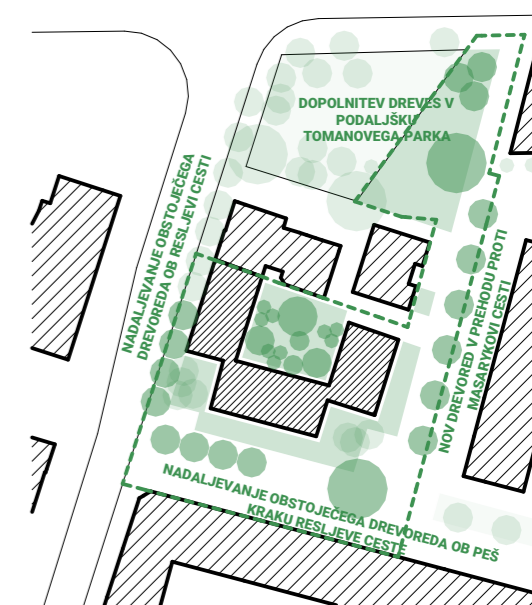 DOPOLNITEV DREVES V
PODALJŠKU
TOMANOVEGA PARKA
NADALJEVANJE OBSTOJEČEGA
DREVOREDA OB RESLJEVI CESTI
NOV DREVORED V PREHODU PROTI
MASARYKOVI CESTI
NADALJEVANJE OBSTOJEČEGA DREVOREDA OB PEŠ
KRAKU RESLJEVE CESTE